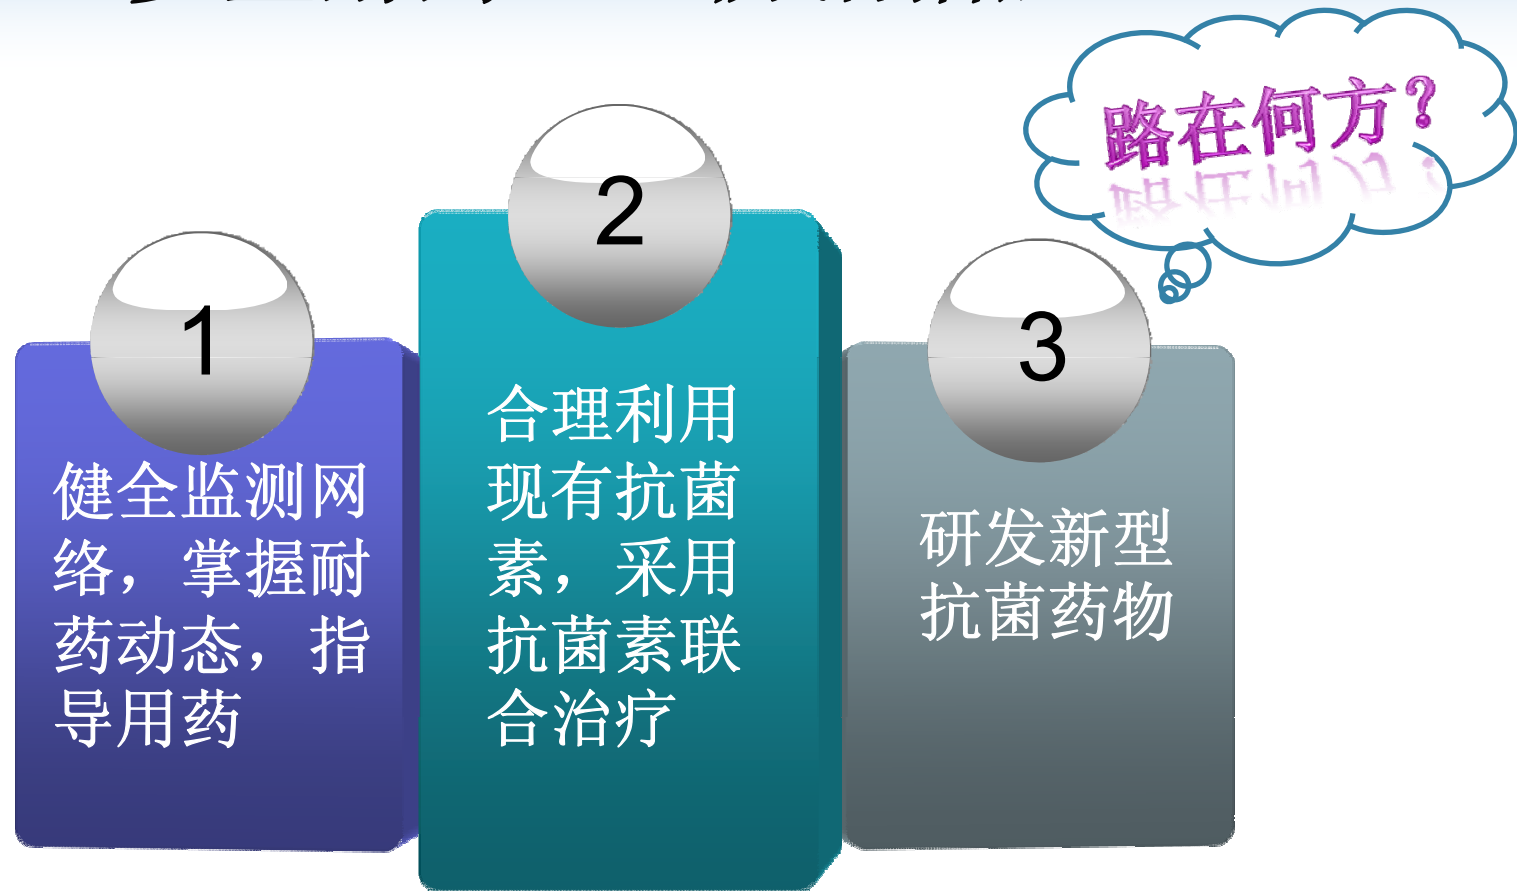 路在何方？
1
健全监测网
络，掌握耐
药动态，指
导用药
2
合理利用
现有抗菌
素，采用
抗菌素联
合治疗
3
研发新型
抗菌药物